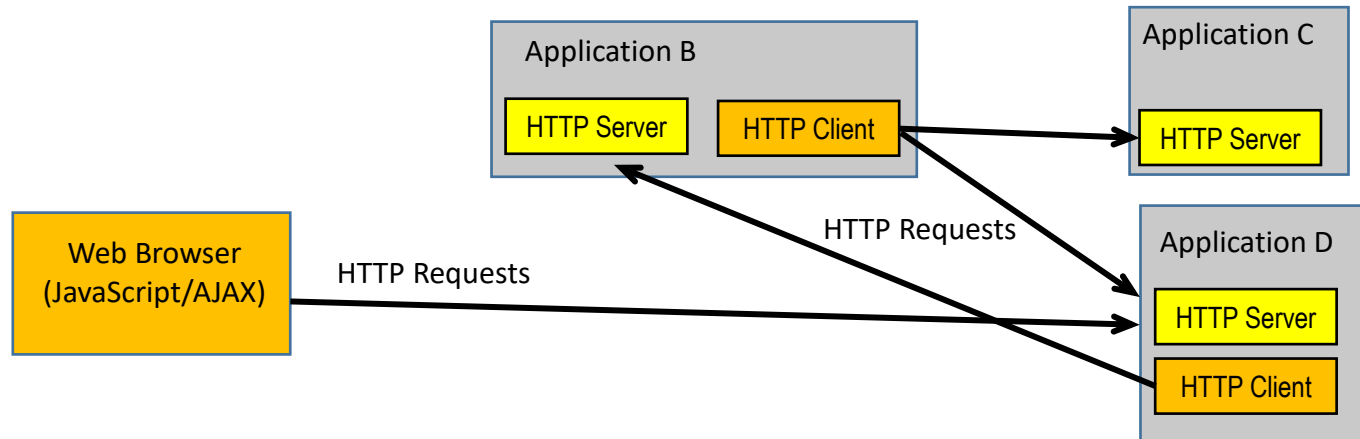 Application B
HTTP Server
HTTP Client
Application C
HTTP Server
Web Browser
(JavaScript/AJAX)
HTTP Requests
HTTP Requests
Application D
HTTP Server
HTTP Client